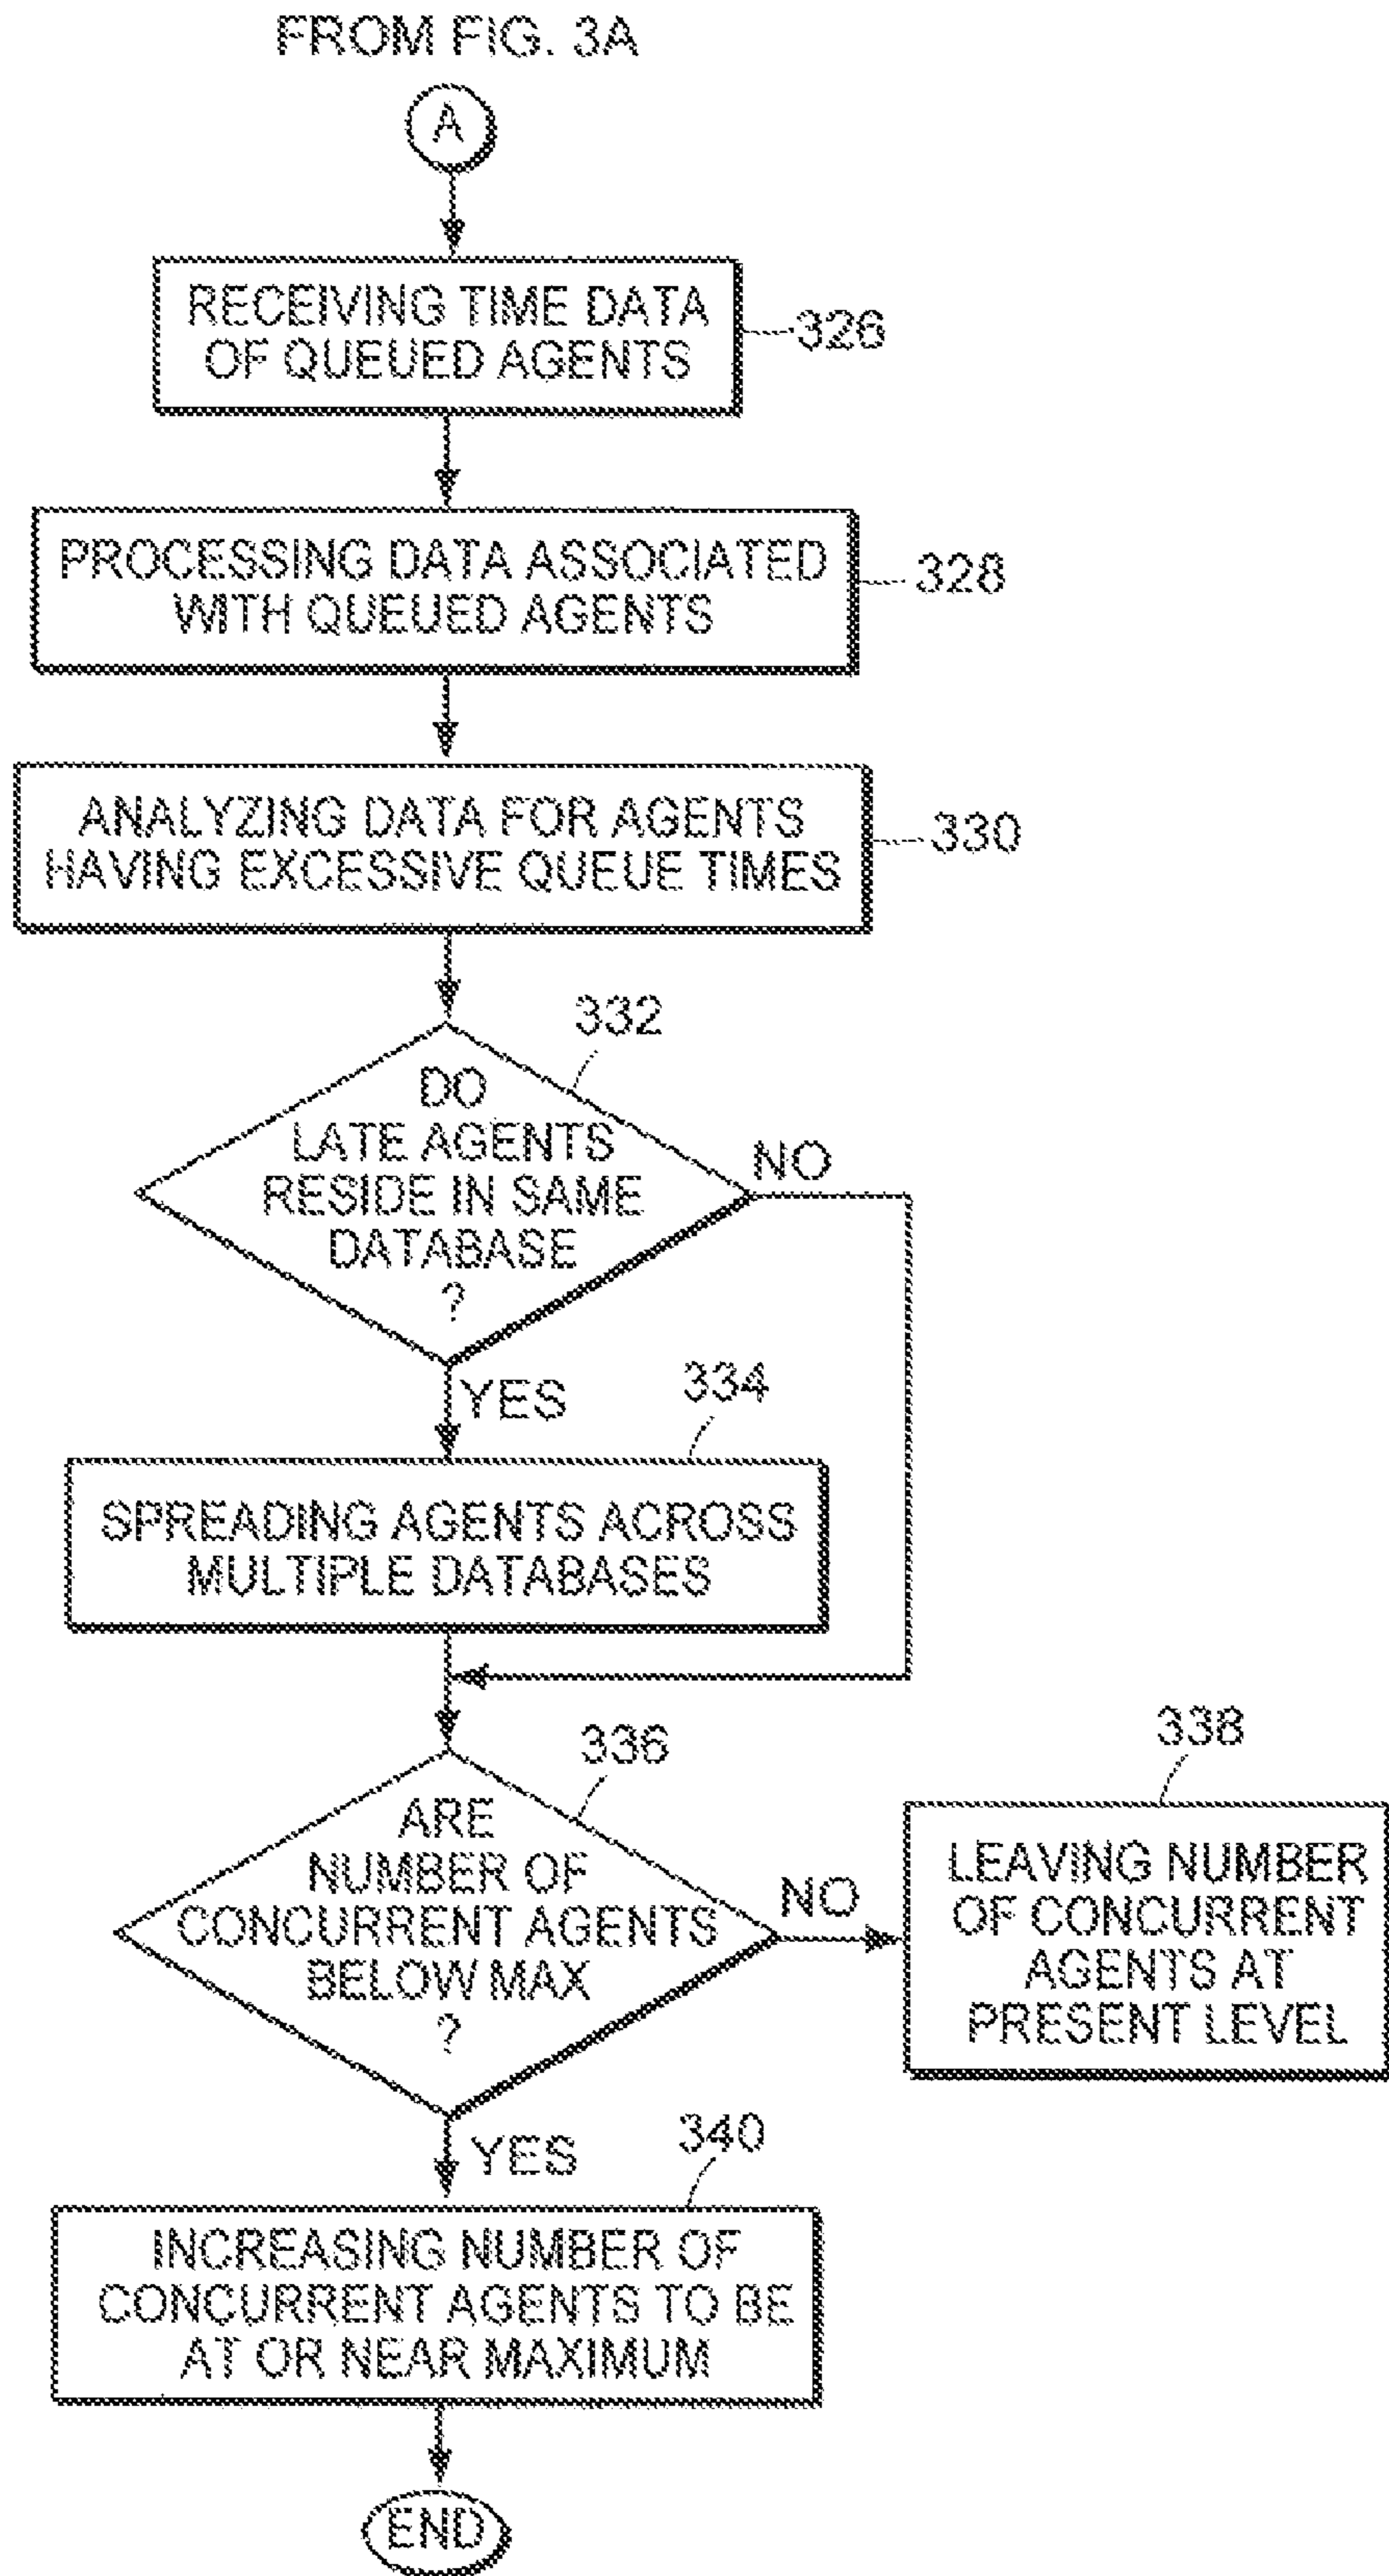 FROM FIG. 3A
A
RECEIVING TIME DATA
OF QUEUED AGENTS
326
PROCESSING DATA ASSOCIATED
WITH QUEUED AGENTS
328
ANALYZING DATA FOR AGENTS
HAVING EXCESSIVE QUEUE TIMES
330
332
DO
LATE AGENTS
RESIDE IN SAME
DATABASE
?
NO
YES
334
SPREADING AGENTS ACROSS
MULTIPLE DATABASES
336
ARE
NUMBER OF
CONCURRENT AGENTS
BELOW MAX
?
NO
338
LEAVING NUMBER
OF CONCURRENT
AGENTS AT
PRESENT LEVEL
YES
340
INCREASING NUMBER OF
CONCURRENT AGENTS TO BE
AT OR NEAR MAXIMUM
END